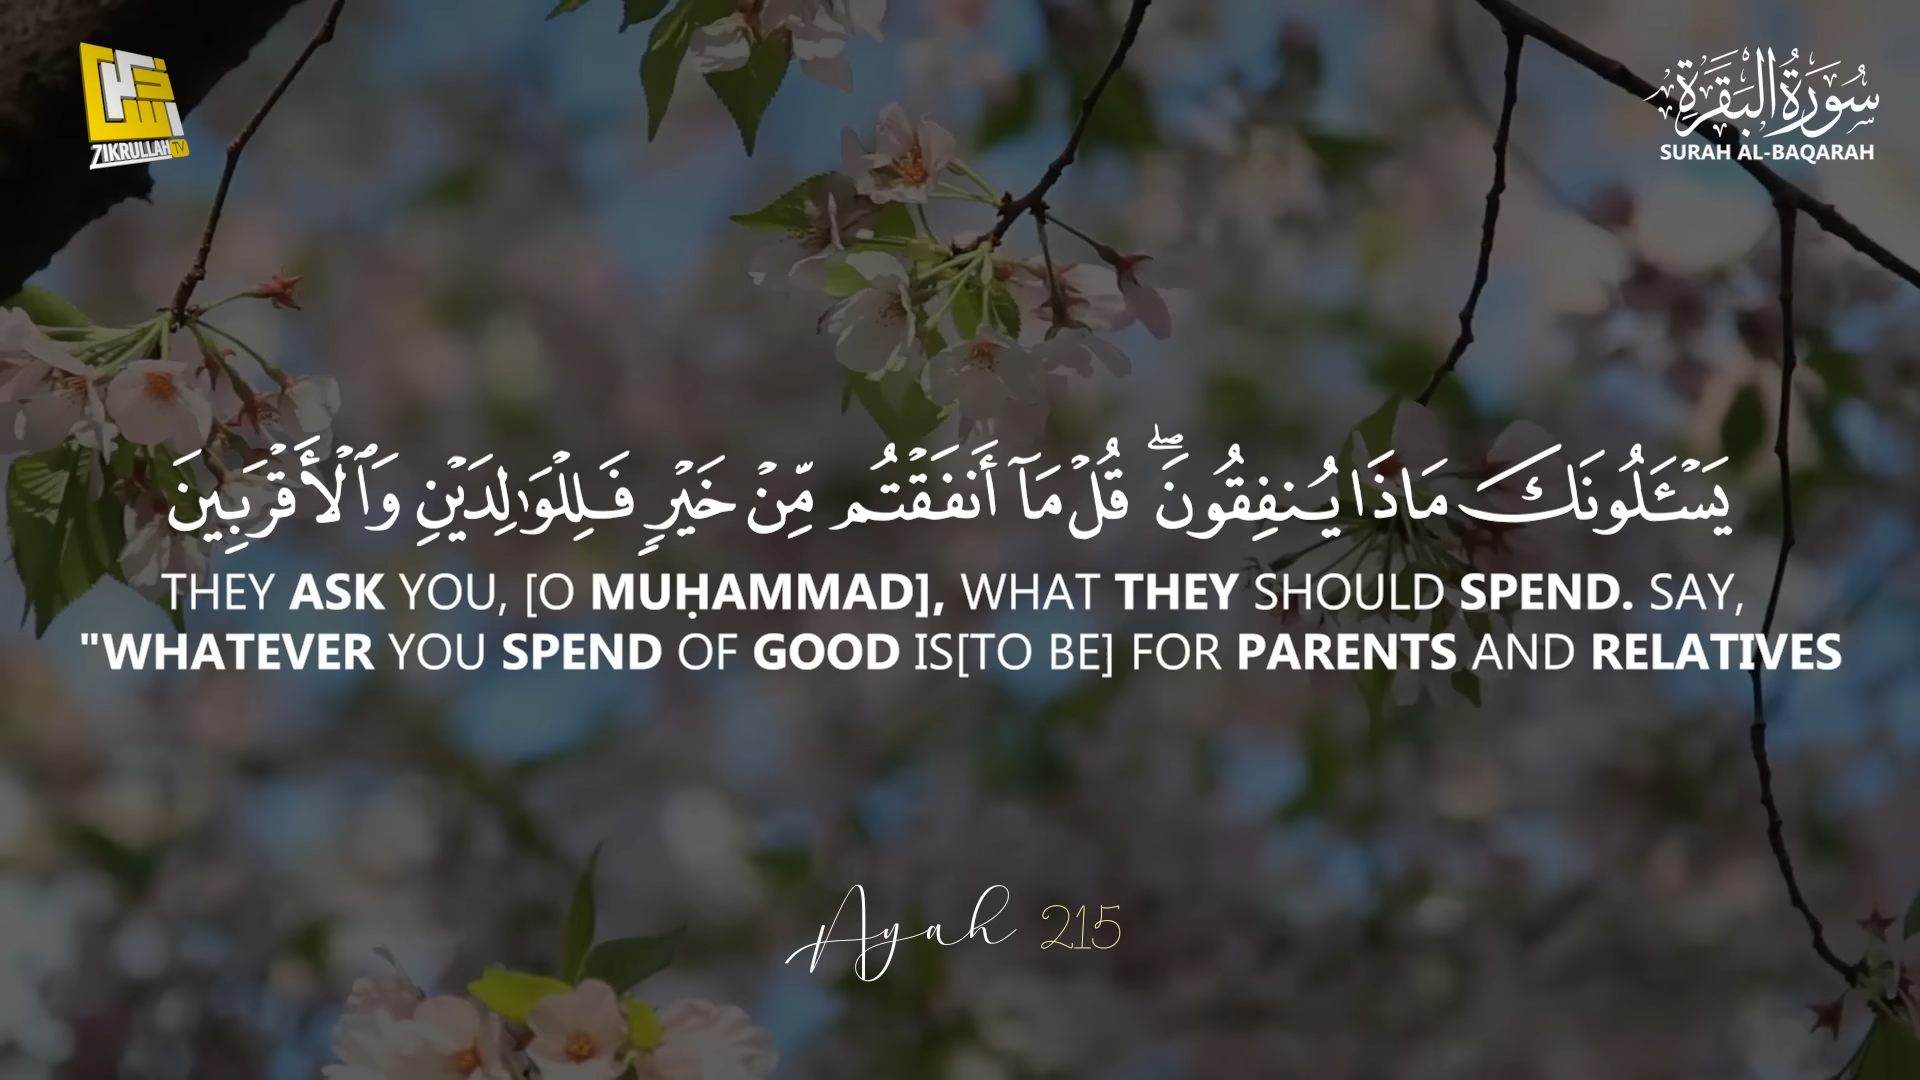 ZIKRULLAH TV
سُورَةُ البَقَرَةِ
SURAH AL-BAQARAH
يَسْـَٔلُونَكَ مَاذَا يُنفِقُونَ ۖ قُلْ مَآ أَنفَقْتُم مِّنْ خَيْرٍ فَلِلْوَٰلِدَيْنِ وَٱلْأَقْرَبِينَ
THEY ASK YOU, [O MUḤAMMAD], WHAT THEY SHOULD SPEND. SAY,
"WHATEVER YOU SPEND OF GOOD IS[TO BE] FOR PARENTS AND RELATIVES
Ayah 215